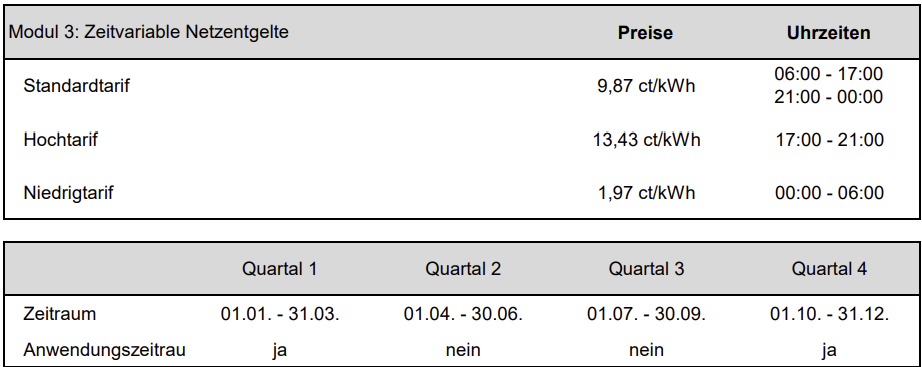 Modul 3: Zeitvariable Netzentgelte Preise Uhrzeiten
Standardtarif 9,87 ct/kWh 06:00 - 17:00
21:00 - 00:00
Hochtarif 13,43 ct/kWh 17:00 - 21:00
Niedrigtarif 1,97 ct/kWh 00:00 - 06:00
Quartal 1 Quartal 2 Quartal 3 Quartal 4
Zeitraum 01.01. - 31.03. 01.04. - 30.06. 01.07. - 30.09. 01.10. - 31.12.
Anwendungszeitrau ja nein nein ja